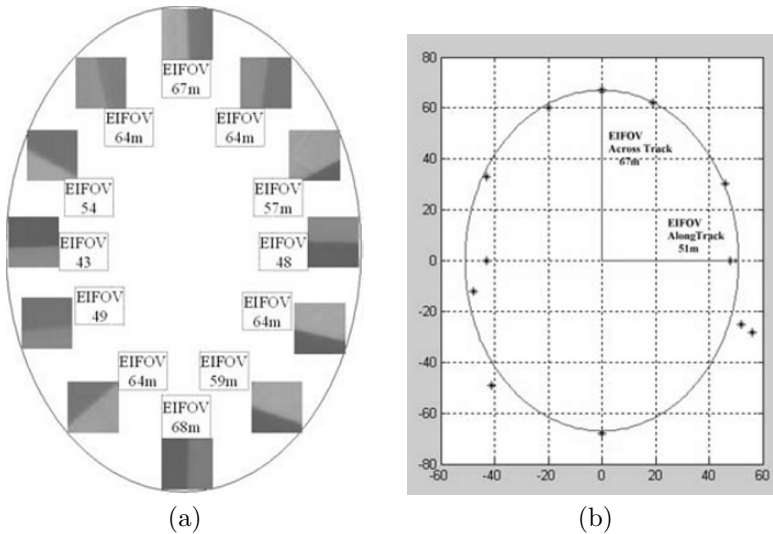 EIFOV
67m
EIFOV
64m
EIFOV
64m
EIFOV
54
EIFOV
57m
EIFOV
43
EIFOV
48
EIFOV
49
EIFOV
64m
EIFOV
64m
EIFOV
59m
EIFOV
68m
(a)
80
60
40
20
0
-20
-40
-60
-80
-60
-40
-20
0
20
40
60
EIFOV
Across Track
67m
EIFOV
AlongTrack
51m
(b)